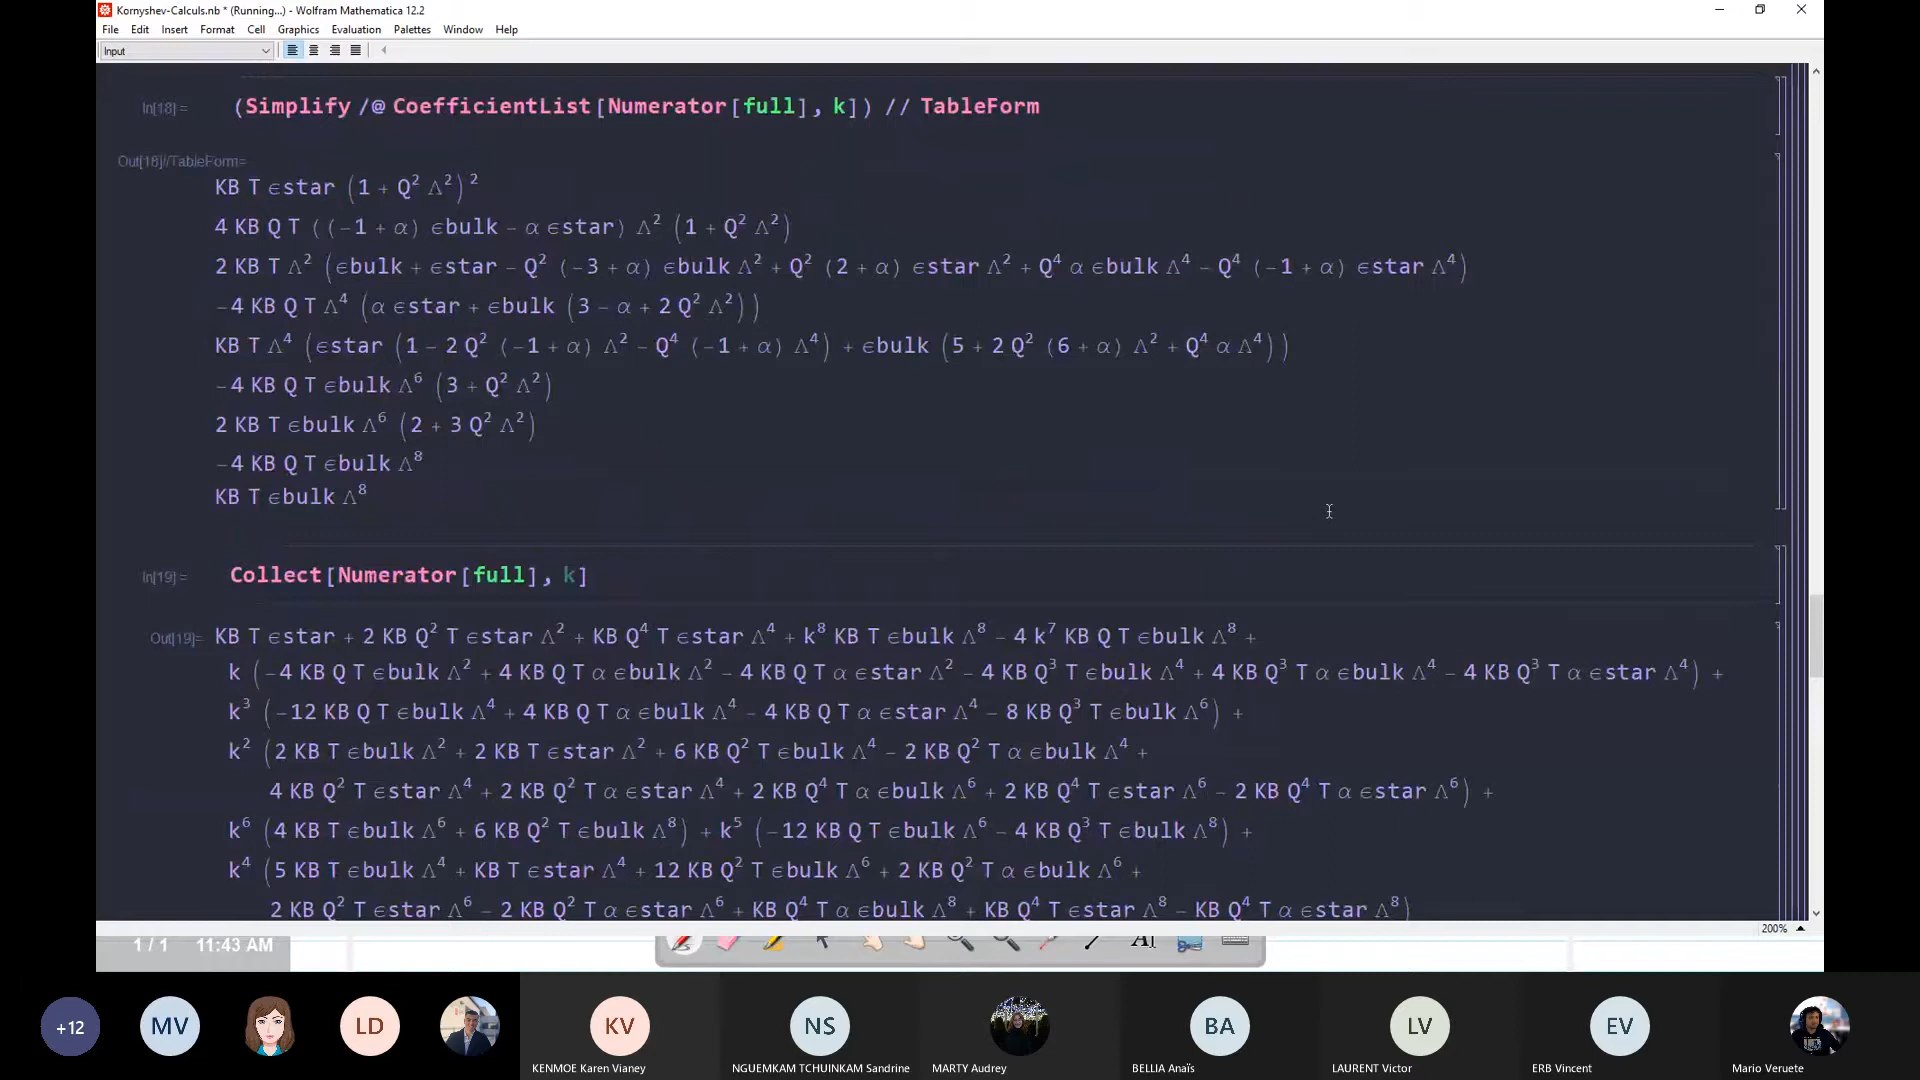 Kornyshev-Calculs.nb * (Running...) - Wolfram Mathematica 12.2
File Edit Insert Format Cell Graphics Evaluation Palettes Window Help
Input
In[18]= (Simplify /@ CoefficientList[Numerator[full], k]) // TableForm
Out[18]//TableForm=
KB T ϵstar (1 + Q² Λ²)²
4 KB Q T ((-1 + α) ϵbulk - α ϵstar) Λ² (1 + Q² Λ²)
2 KB T Λ² (ϵbulk + ϵstar - Q² (-3 + α) ϵbulk Λ² + Q² (2 + α) ϵstar Λ² + Q⁴ α ϵbulk Λ⁴ - Q⁴ (-1 + α) ϵstar Λ⁴)
-4 KB Q T Λ⁴ (α ϵstar + ϵbulk (3 - α + 2 Q² Λ²))
KB T Λ⁴ (ϵstar (1 - 2 Q² (-1 + α) Λ² - Q⁴ (-1 + α) Λ⁴) + ϵbulk (5 + 2 Q² (6 + α) Λ² + Q⁴ α Λ⁴))
-4 KB Q T ϵbulk Λ⁶ (3 + Q² Λ²)
2 KB T ϵbulk Λ⁶ (2 + 3 Q² Λ²)
-4 KB Q T ϵbulk Λ⁸
KB T ϵbulk Λ⁸
In[19]= Collect[Numerator[full], k]
Out[19]= KB T ϵstar + 2 KB Q² T ϵstar Λ² + KB Q⁴ T ϵstar Λ⁴ + k⁸ KB T ϵbulk Λ⁸ - 4 k⁷ KB Q T ϵbulk Λ⁸ +
k (-4 KB Q T ϵbulk Λ² + 4 KB Q T α ϵbulk Λ² - 4 KB Q T α ϵstar Λ² - 4 KB Q³ T ϵbulk Λ⁴ + 4 KB Q³ T α ϵbulk Λ⁴ - 4 KB Q³ T α ϵstar Λ⁴) +
k³ (-12 KB Q T ϵbulk Λ⁴ + 4 KB Q T α ϵbulk Λ⁴ - 4 KB Q T α ϵstar Λ⁴ - 8 KB Q³ T ϵbulk Λ⁶) +
k² (2 KB T ϵbulk Λ² + 2 KB T ϵstar Λ² + 6 KB Q² T ϵbulk Λ⁴ - 2 KB Q² T α ϵbulk Λ⁴ +
4 KB Q² T ϵstar Λ⁴ + 2 KB Q² T α ϵstar Λ⁴ + 2 KB Q⁴ T α ϵbulk Λ⁶ + 2 KB Q⁴ T ϵstar Λ⁶ - 2 KB Q⁴ T α ϵstar Λ⁶) +
k⁶ (4 KB T ϵbulk Λ⁶ + 6 KB Q² T ϵbulk Λ⁸) + k⁵ (-12 KB Q T ϵbulk Λ⁶ - 4 KB Q³ T ϵbulk Λ⁸) +
k⁴ (5 KB T ϵbulk Λ⁴ + KB T ϵstar Λ⁴ + 12 KB Q² T ϵbulk Λ⁶ + 2 KB Q² T α ϵbulk Λ⁶ +
2 KB Q² T ϵstar Λ⁶ - 2 KB Q² T α ϵstar Λ⁶ + KB Q⁴ T α ϵbulk Λ⁸ + KB Q⁴ T ϵstar Λ⁸ - KB Q⁴ T α ϵstar Λ⁸)
200%
1 / 1 11:43 AM
AI
+12 MV LD KV NS BA LV EV
KENMOE Karen Vianey NGUEMKAM TCHUINKAM Sandrine MARTY Audrey BELLIA Anaïs LAURENT Victor ERB Vincent Mario Veruete